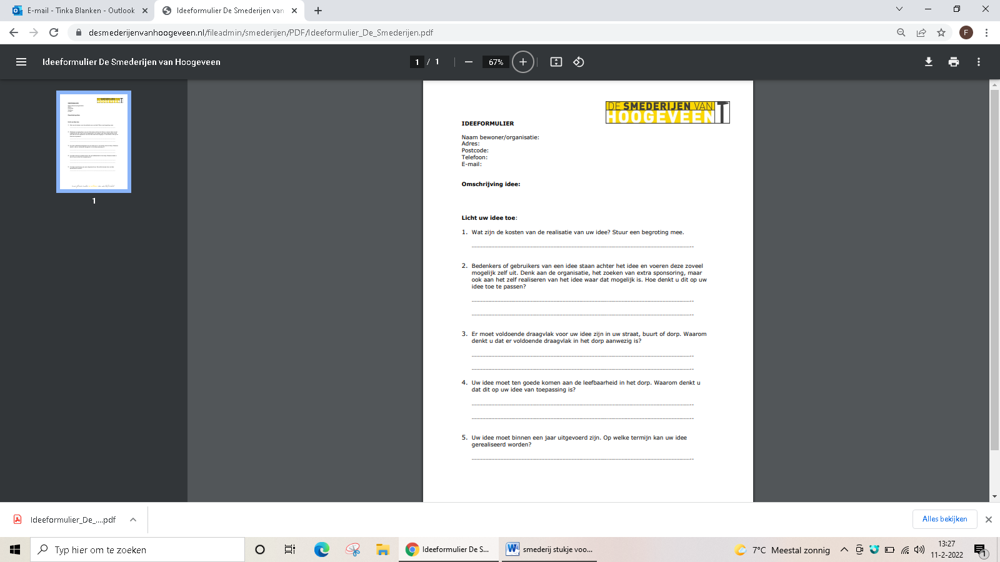 E-mail - Tinka Blanken - Outlook
Ideeformulier De Smederijen van
desmederijenvanhoogeveen.nl/fileadmin/smederijen/PDF/Ideeformulier_De_Smederijen.pdf
F
Ideeformulier De Smederijen van Hoogeveen
1 / 1
67%
1
DE SMEDERIJEN VAN
HOOGEVEEN
IDEEFORMULIER
Naam bewoner/organisatie:
Adres:
Postcode:
Telefoon:
E-mail:
Omschrijving idee:
Licht uw idee toe:
1. Wat zijn de kosten van de realisatie van uw idee? Stuur een begroting mee.
2. Bedenkers of gebruikers van een idee staan achter het idee en voeren deze zoveel
mogelijk zelf uit. Denk aan de organisatie, het zoeken van extra sponsoring, maar
ook aan het zelf realiseren van het idee waar dat mogelijk is. Hoe denkt u dit op uw
idee toe te passen?
3. Er moet voldoende draagvlak voor uw idee zijn in uw straat, buurt of dorp. Waarom
denkt u dat er voldoende draagvlak in het dorp aanwezig is?
4. Uw idee moet ten goede komen aan de leefbaarheid in het dorp. Waarom denkt u
dat dit op uw idee van toepassing is?
5. Uw idee moet binnen een jaar uitgevoerd zijn. Op welke termijn kan uw idee
gerealiseerd worden?
Ideeformulier_De_....pdf
Alles bekijken
Typ hier om te zoeken
Ideeformulier De S...
smederij stukje voo...
7°C Meestal zonnig
13:27
11-2-2022
1